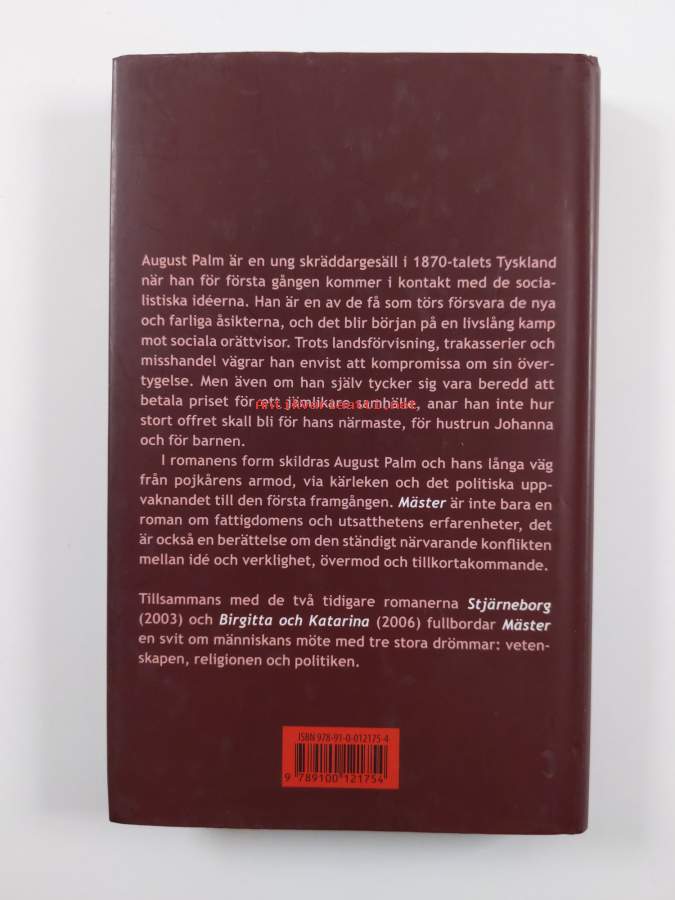 August Palm är en ung skräddargesäll i 1870-talets Tyskland
när han för första gången kommer i kontakt med de socia-
listiska idéerna. Han är en av de få som törs försvara de nya
och farliga åsikterna, och det blir början på en livslång kamp
mot sociala orättvisor. Trots landsförvisning, trakasserier och
misshandel vägrar han envist att kompromissa om sin över-
tygelse. Men även om han själv tycker sig vara beredd att
betala priset för ett jämlikare samhälle, anar han inte hur
stort offret skall bli för hans närmaste, för hustrun Johanna
och för barnen.
I romanens form skildras August Palm och hans långa väg
från pojkårens armod, via kärleken och det politiska upp-
vaknandet till den första framgången. Mäster är inte bara en
roman om fattigdomens och utsatthetens erfarenheter, det
är också en berättelse om den ständigt närvarande konflikten
mellan idé och verklighet, övermod och tillkortakommande.
Tillsammans med de två tidigare romanerna Stjärneborg
(2003) och Birgitta och Katarina (2006) fullbordar Mäster
en svit om människans möte med tre stora drömmar: veten-
skapen, religionen och politiken.
ISBN 978-91-0-012175-4
9 789100 121754